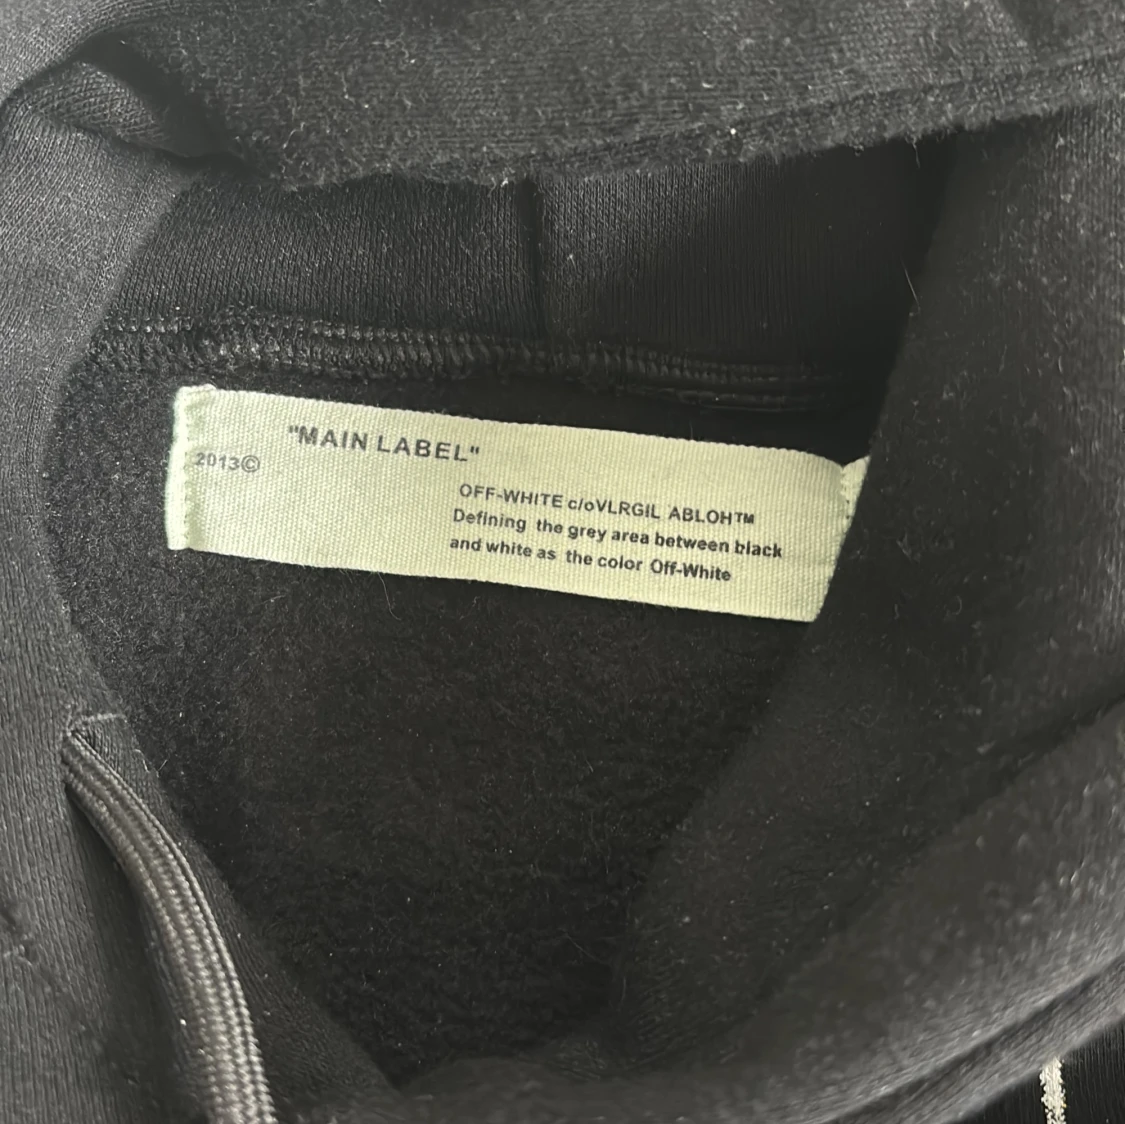 "MAIN LABEL"
2013©
OFF-WHITE c/oVLRGIL ABLOH™
Defining the grey area between black
and white as the color Off-White